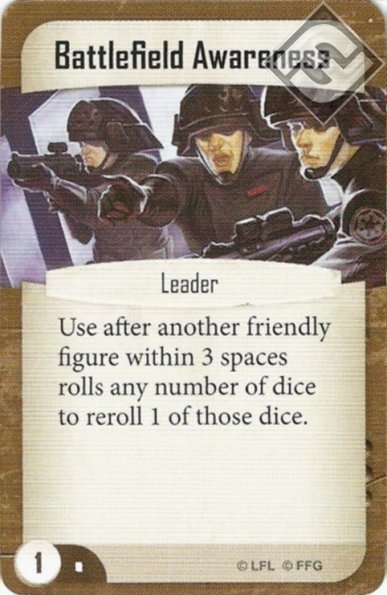 Battlefield Awareness
Leader
Use after another friendly
figure within 3 spaces
rolls any number of dice
to reroll 1 of those dice.
1
© LFL © FFG